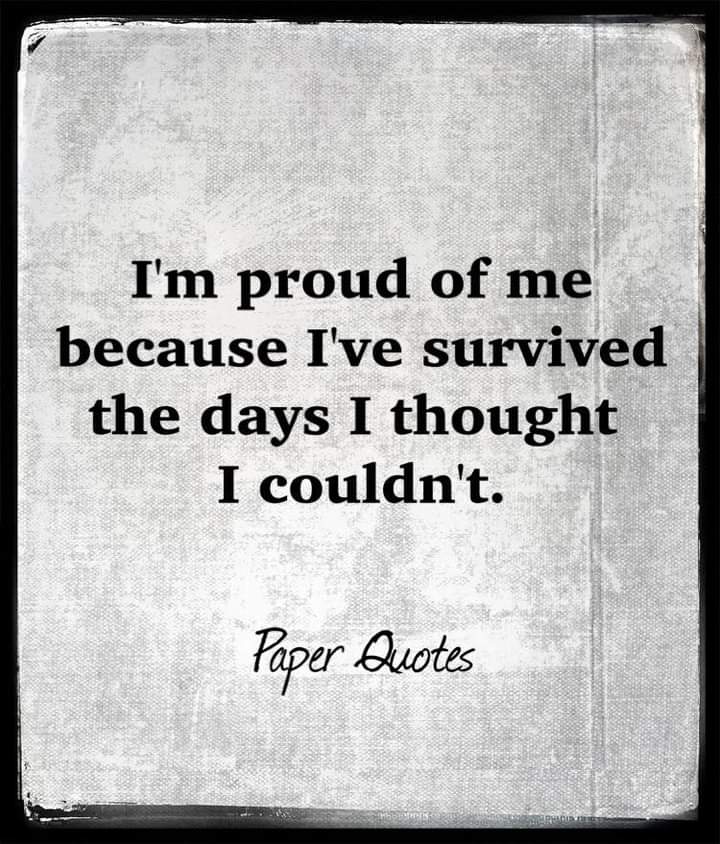 I'm proud of me
because I've survived
the days I thought
I couldn't.
Paper Quotes